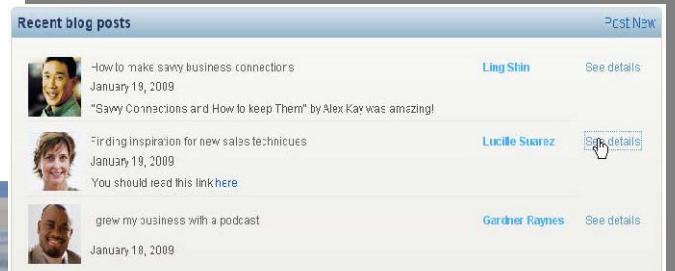 Recent blog posts Post New
How to make savvy business connections Ling Shin See details
January 19, 2009
"Savvy Connections and How to keep Them" by Alex Kay was amazing!
Finding inspiration for new sales techniques Lucille Suarez See details
January 19, 2009
You should read this link here
I grew my business with a podcast Gardner Raynes See details
January 18, 2009